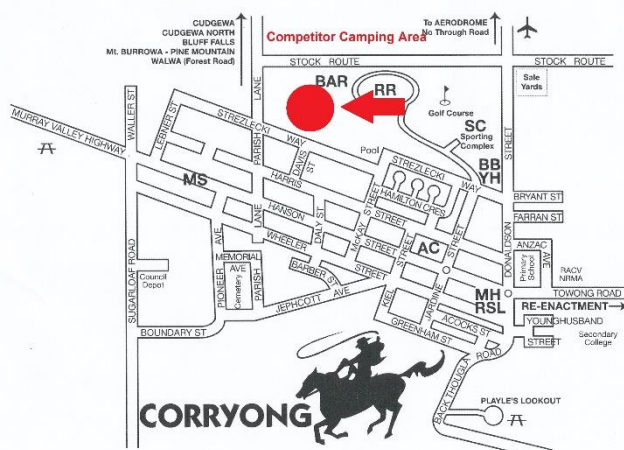 CUDGEWA
CUDGEWA NORTH
BLUFF FALLS
Mt. BURROWA - PINE MOUNTAIN
WALWA (Forest Road)
Competitor Camping Area
To AERODROME
No Through Road
STOCK ROUTE
STOCK ROUTE
BAR
RR
Sale
Yards
Golf Course
SC
Sporting
Complex
WALLER ST
LEBNER ST
MURRAY VALLEY HIGHWAY
STREZLECKI WAY
PARISH LANE
DAVIS ST
Pool
STREZLECKI WAY
BB
YH
STREET
MS
HARRIS
HAMILTON CRES
BRYANT ST
FARRAN ST
HANSON STREET
DALY ST
McKAY STREET
STREET
AC
DONALDSON
ANZAC AVE
Primary
School
RACV
NRMA
WHEELER STREET
PARISH LANE
MEMORIAL AVE
PIONEER AVE
Cemetery
BARBER ST
STREET
JARDINE STREET
MH
RSL
TOWONG ROAD
RE-ENACTMENT
Council
Depot
SUGARLOAF ROAD
JEPHCOTT AVE
ACOCKS ST
GREENHAM ST
YOUNGHUSBAND
STREET
Secondary
College
BOUNDARY ST
BACK THOUGLA ROAD
PLAYLE'S LOOKOUT
CORRYONG